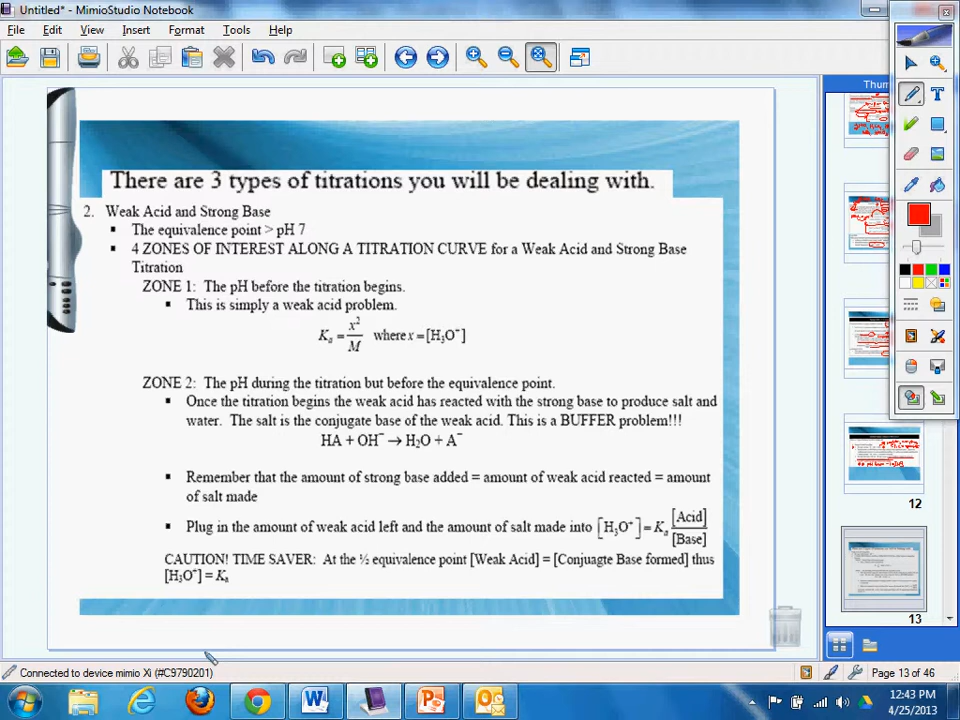 Untitled* - MimioStudio Notebook
File Edit View Insert Format Tools Help
Thum
There are 3 types of titrations you will be dealing with.
2. Weak Acid and Strong Base
▪ The equivalence point > pH 7
▪ 4 ZONES OF INTEREST ALONG A TITRATION CURVE for a Weak Acid and Strong Base
Titration
ZONE 1: The pH before the titration begins.
▪ This is simply a weak acid problem.
Kₐ = x²/M where x = [H₃O⁺]
ZONE 2: The pH during the titration but before the equivalence point.
▪ Once the titration begins the weak acid has reacted with the strong base to produce salt and
water. The salt is the conjugate base of the weak acid. This is a BUFFER problem!!!
HA + OH⁻ → H₂O + A⁻
▪ Remember that the amount of strong base added = amount of weak acid reacted = amount
of salt made
▪ Plug in the amount of weak acid left and the amount of salt made into [H₃O⁺] = Kₐ [Acid]/[Base]
CAUTION! TIME SAVER: At the ½ equivalence point [Weak Acid] = [Conjuagte Base formed] thus
[H₃O⁺] = Kₐ
12
13
Connected to device mimio Xi (#C9790201)
Page 13 of 46
12:43 PM
4/25/2013